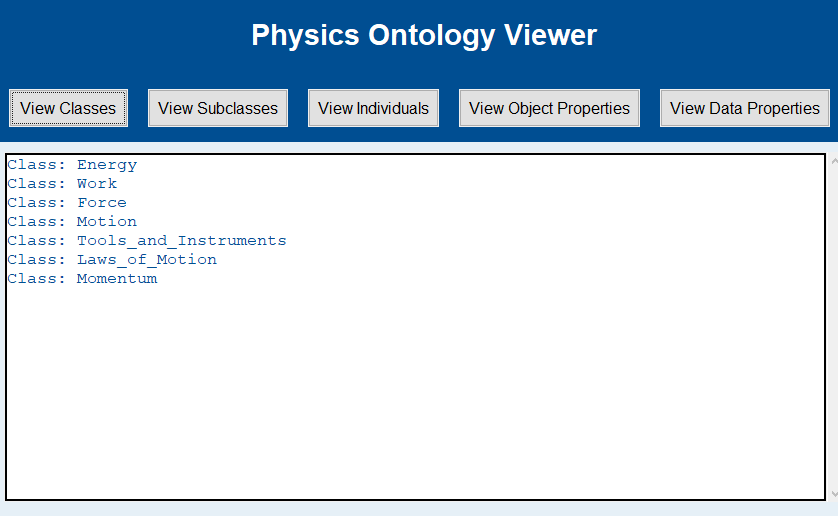 Physics Ontology Viewer
View Classes View Subclasses View Individuals View Object Properties View Data Properties
Class: Energy
Class: Work
Class: Force
Class: Motion
Class: Tools_and_Instruments
Class: Laws_of_Motion
Class: Momentum